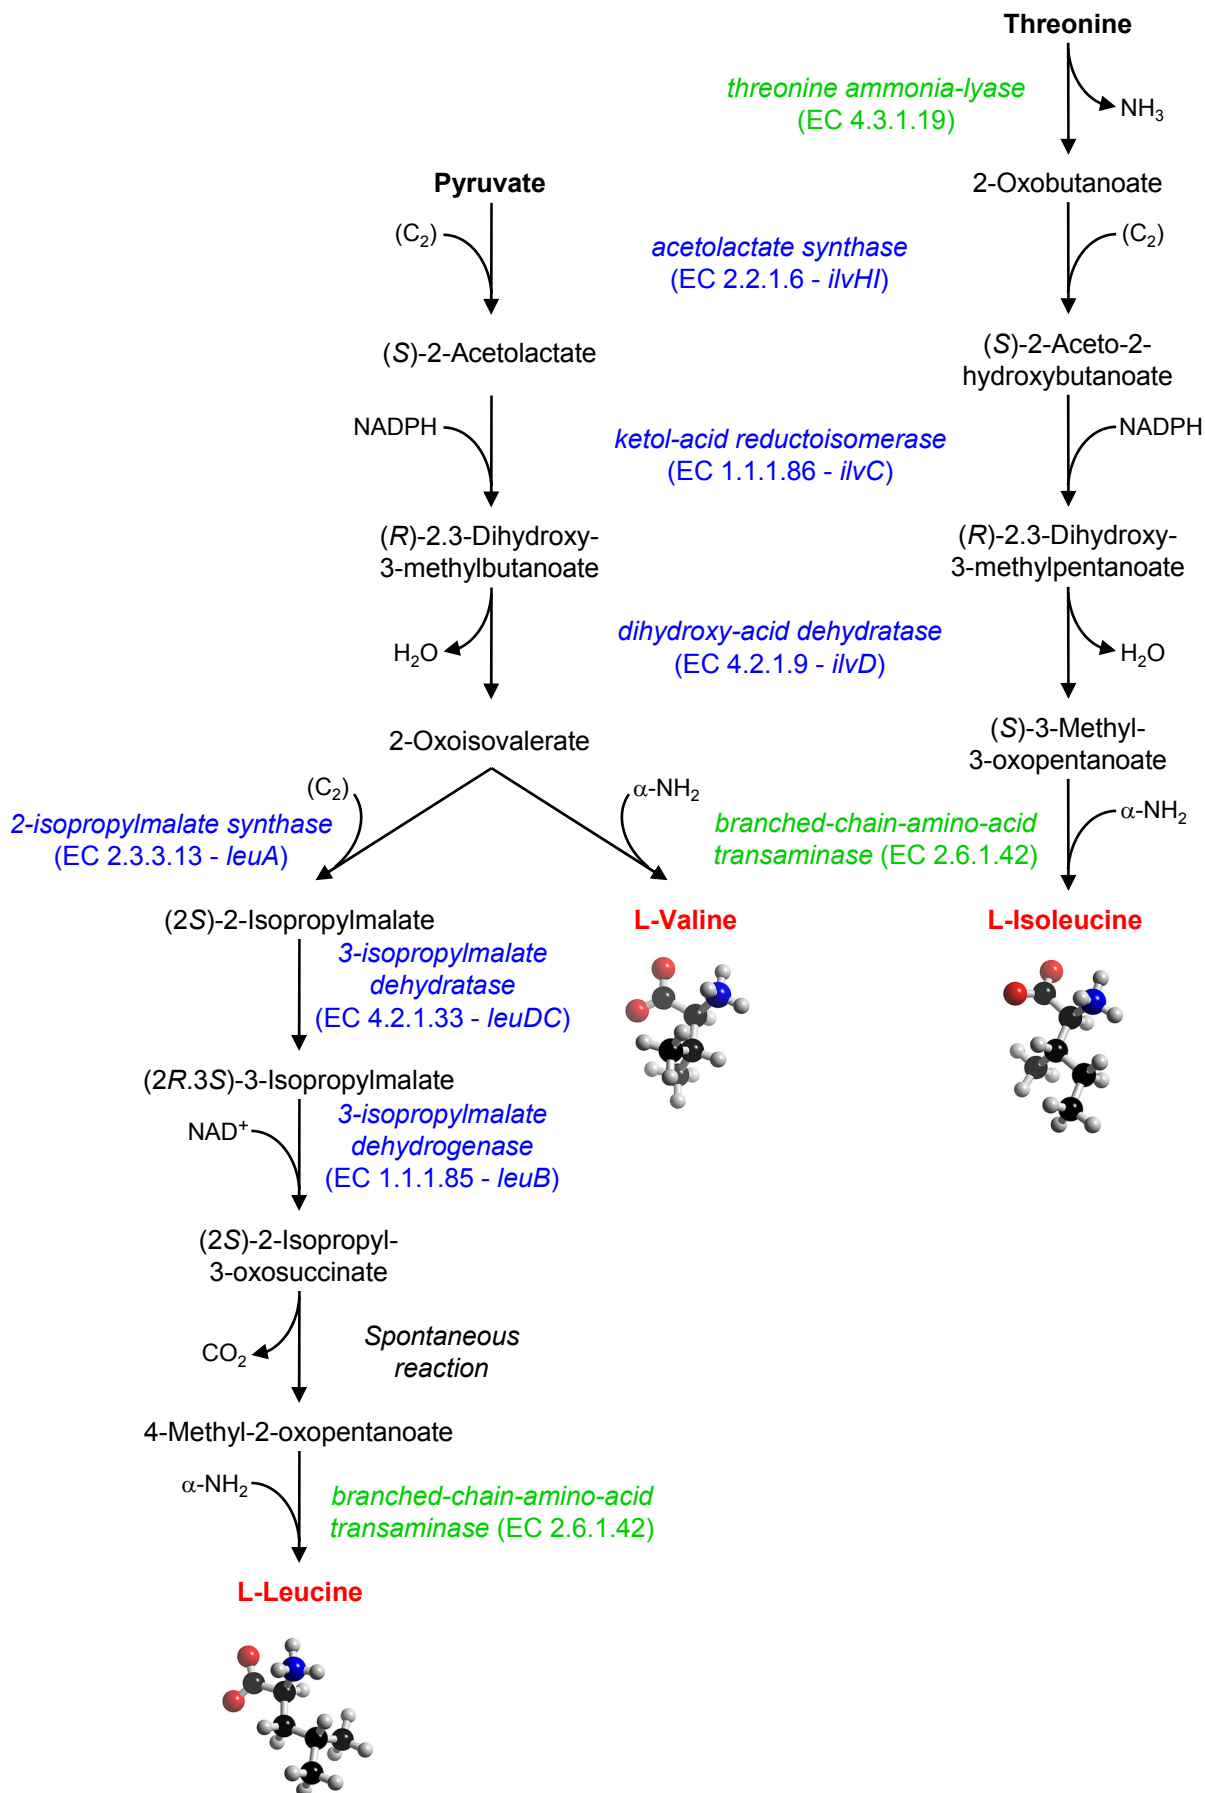 Threonine
threonine ammonia-lyase
(EC 4.3.1.19)
NH3
Pyruvate
2-Oxobutanoate
(C2)
acetolactate synthase
(EC 2.2.1.6 - ilvHI)
(C2)
(S)-2-Acetolactate
(S)-2-Aceto-2-
hydroxybutanoate
NADPH
ketol-acid reductoisomerase
(EC 1.1.1.86 - ilvC)
NADPH
(R)-2.3-Dihydroxy-
3-methylbutanoate
(R)-2.3-Dihydroxy-
3-methylpentanoate
H2O
dihydroxy-acid dehydratase
(EC 4.2.1.9 - ilvD)
H2O
2-Oxoisovalerate
(S)-3-Methyl-
3-oxopentanoate
(C2)
α-NH2
α-NH2
2-isopropylmalate synthase
(EC 2.3.3.13 - leuA)
branched-chain-amino-acid
transaminase (EC 2.6.1.42)
(2S)-2-Isopropylmalate
L-Valine
L-Isoleucine
3-isopropylmalate
dehydratase
(EC 4.2.1.33 - leuDC)
(2R.3S)-3-Isopropylmalate
NAD+
3-isopropylmalate
dehydrogenase
(EC 1.1.1.85 - leuB)
(2S)-2-Isopropyl-
3-oxosuccinate
CO2
Spontaneous
reaction
4-Methyl-2-oxopentanoate
α-NH2
branched-chain-amino-acid
transaminase (EC 2.6.1.42)
L-Leucine